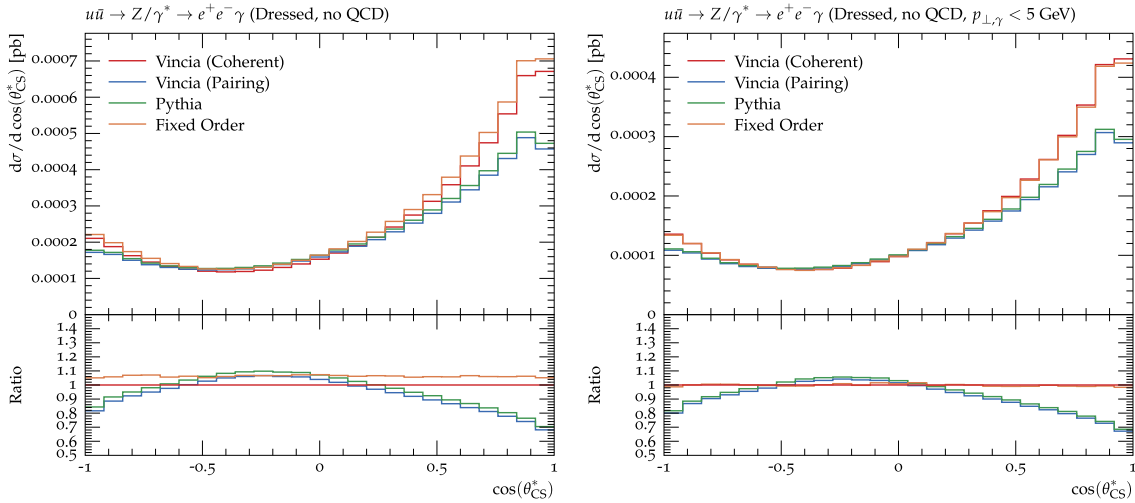 uū → Z/γ* → e⁺e⁻γ (Dressed, no QCD)
dσ/d cos(θ*CS) [pb]
0.0007
0.0006
0.0005
0.0004
0.0003
0.0002
0.0001
0
Vincia (Coherent)
Vincia (Pairing)
Pythia
Fixed Order
Ratio
1.4
1.3
1.2
1.1
1
0.9
0.8
0.7
0.6
0.5
-1 -0.5 0 0.5 1
cos(θ*CS)
uū → Z/γ* → e⁺e⁻γ (Dressed, no QCD, p⊥,γ < 5 GeV)
dσ/d cos(θ*CS) [pb]
0.0004
0.0003
0.0002
0.0001
0
Vincia (Coherent)
Vincia (Pairing)
Pythia
Fixed Order
Ratio
1.4
1.3
1.2
1.1
1
0.9
0.8
0.7
0.6
0.5
-1 -0.5 0 0.5 1
cos(θ*CS)